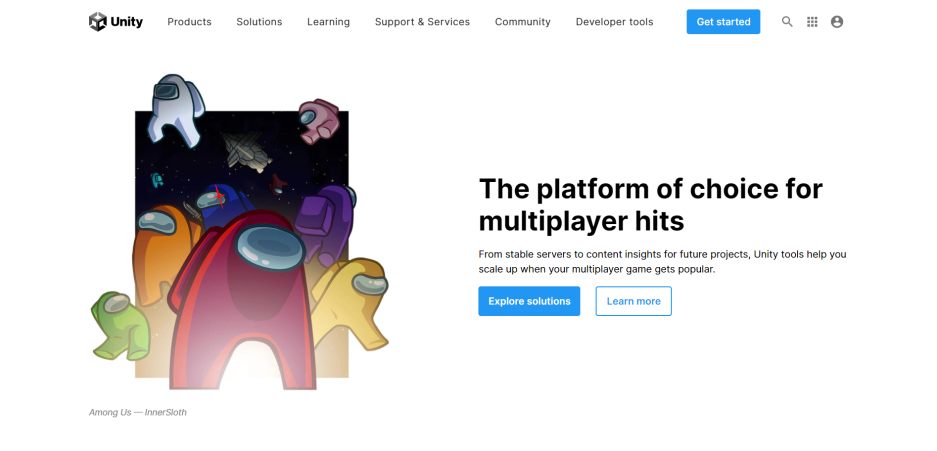 Unity Products Solutions Learning Support & Services Community Developer tools Get started
The platform of choice for
multiplayer hits
From stable servers to content insights for future projects, Unity tools help you
scale up when your multiplayer game gets popular.
Explore solutions Learn more
Among Us — InnerSloth